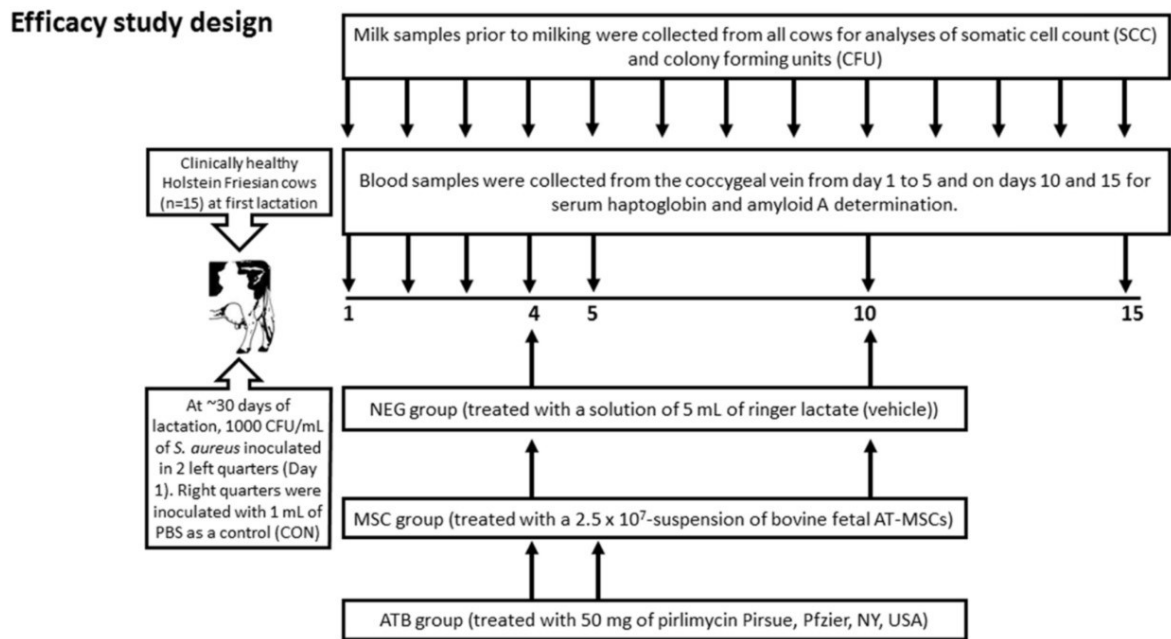 Efficacy study design
Milk samples prior to milking were collected from all cows for analyses of somatic cell count (SCC)
and colony forming units (CFU)
Clinically healthy
Holstein Friesian cows
(n=15) at first lactation
Blood samples were collected from the coccygeal vein from day 1 to 5 and on days 10 and 15 for
serum haptoglobin and amyloid A determination.
1 4 5 10 15
At ~30 days of
lactation, 1000 CFU/mL
of S. aureus inoculated
in 2 left quarters (Day
1). Right quarters were
inoculated with 1 mL of
PBS as a control (CON)
NEG group (treated with a solution of 5 mL of ringer lactate (vehicle))
MSC group (treated with a 2.5 x 10⁷-suspension of bovine fetal AT-MSCs)
ATB group (treated with 50 mg of pirlimycin Pirsue, Pfzier, NY, USA)